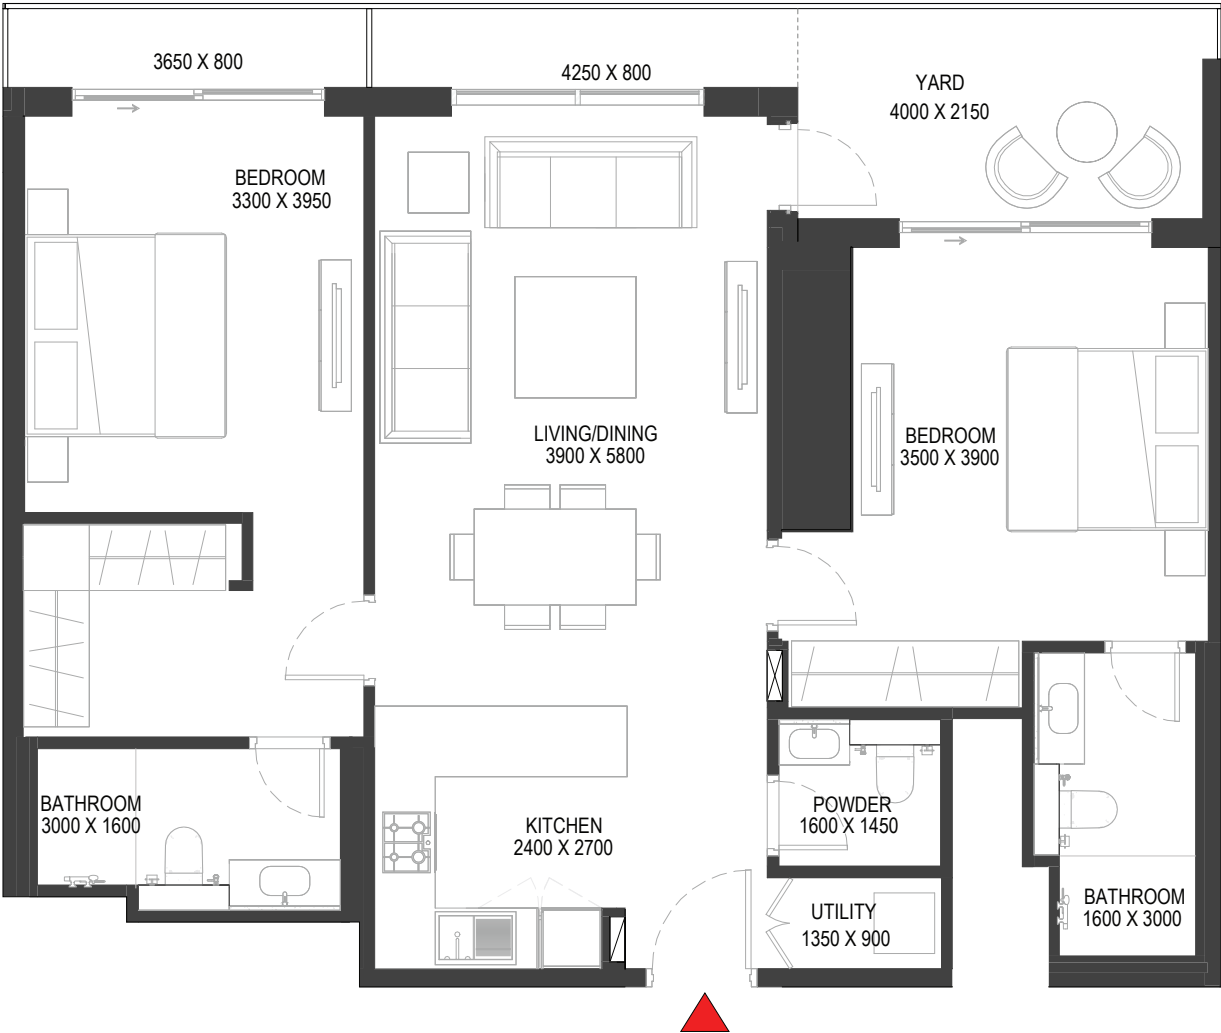 3650 X 800
4250 X 800
YARD
4000 X 2150
BEDROOM
3300 X 3950
LIVING/DINING
3900 X 5800
BEDROOM
3500 X 3900
BATHROOM
3000 X 1600
KITCHEN
2400 X 2700
POWDER
1600 X 1450
UTILITY
1350 X 900
BATHROOM
1600 X 3000